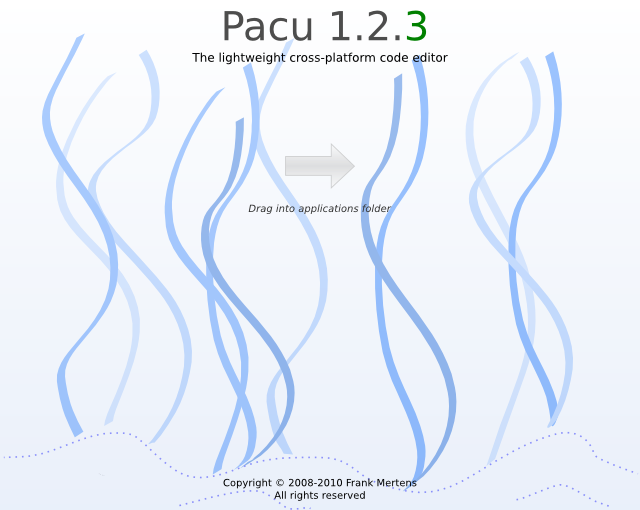 Pacu 1.2.3
The lightweight cross-platform code editor
Drag into applications folder
Copyright © 2008-2010 Frank Mertens
All rights reserved